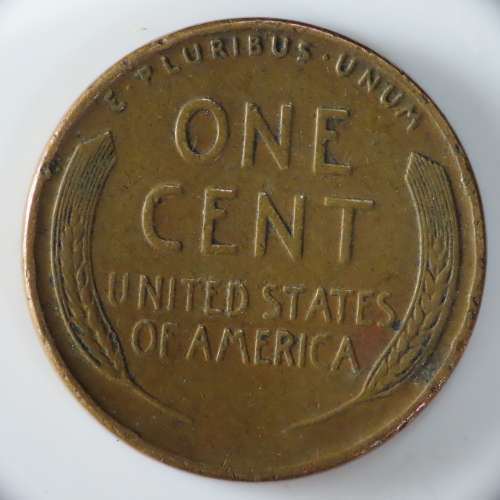 E · PLURIBUS · UNUM
ONE
CENT
UNITED STATES
OF AMERICA